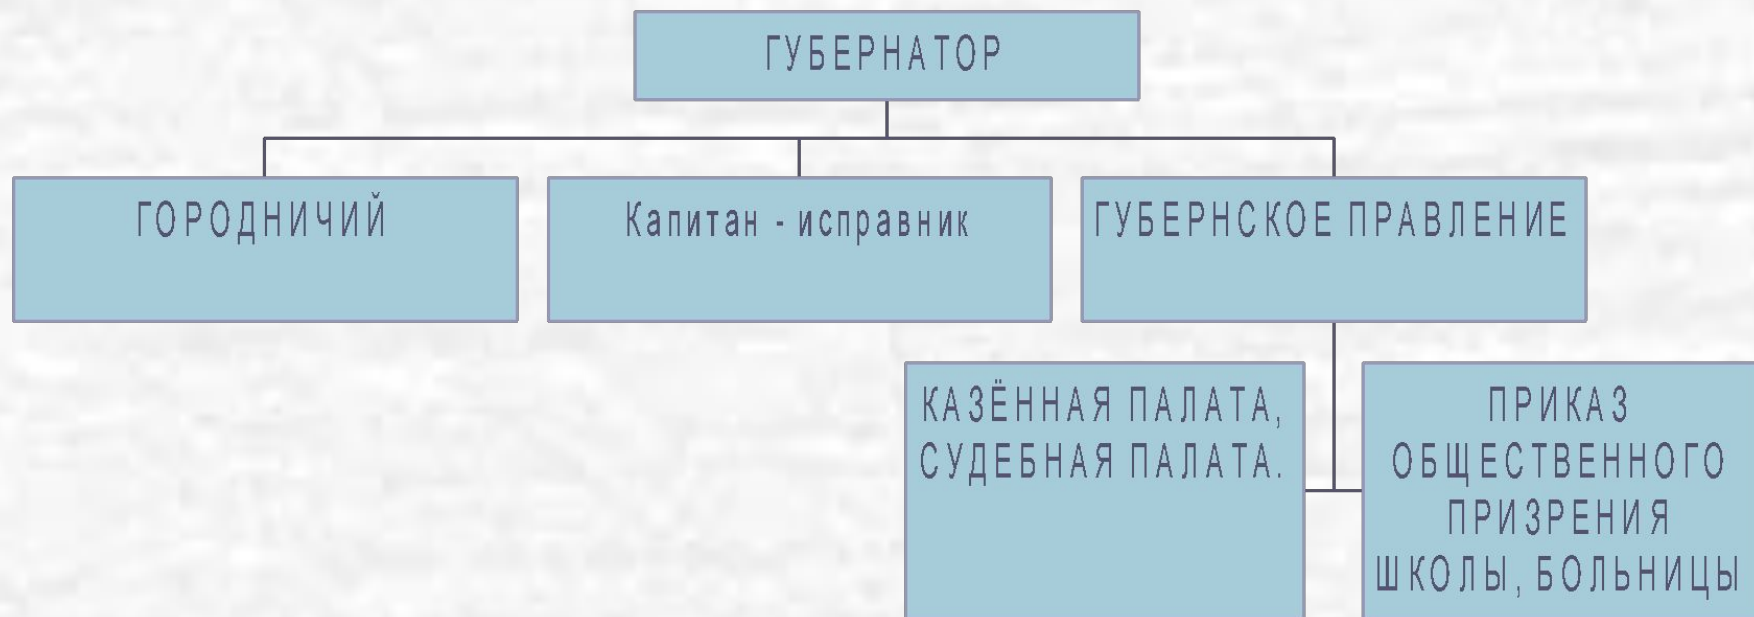 ГУБЕРНАТОР
ГОРОДНИЧИЙ
Капитан - исправник
ГУБЕРНСКОЕ ПРАВЛЕНИЕ
КАЗЁННАЯ ПАЛАТА,
СУДЕБНАЯ ПАЛАТА.
ПРИКАЗ
ОБЩЕСТВЕННОГО
ПРИЗРЕНИЯ
ШКОЛЫ, БОЛЬНИЦЫ